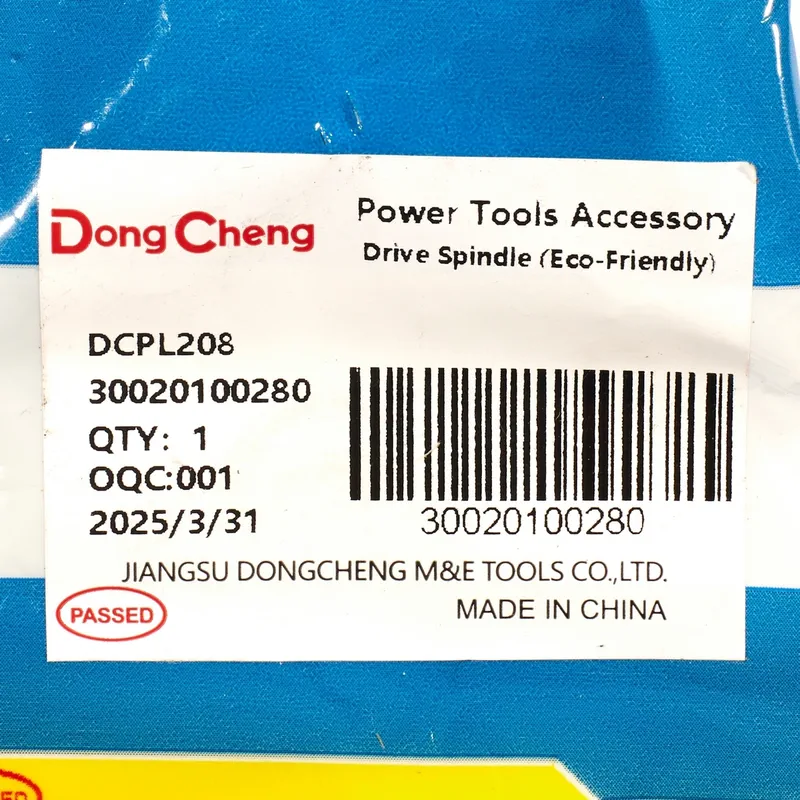 Dong Cheng
Power Tools Accessory
Drive Spindle (Eco-Friendly)
DCPL208
30020100280
QTY: 1
OQC:001
2025/3/31
30020100280
JIANGSU DONGCHENG M&E TOOLS CO.,LTD.
PASSED
MADE IN CHINA